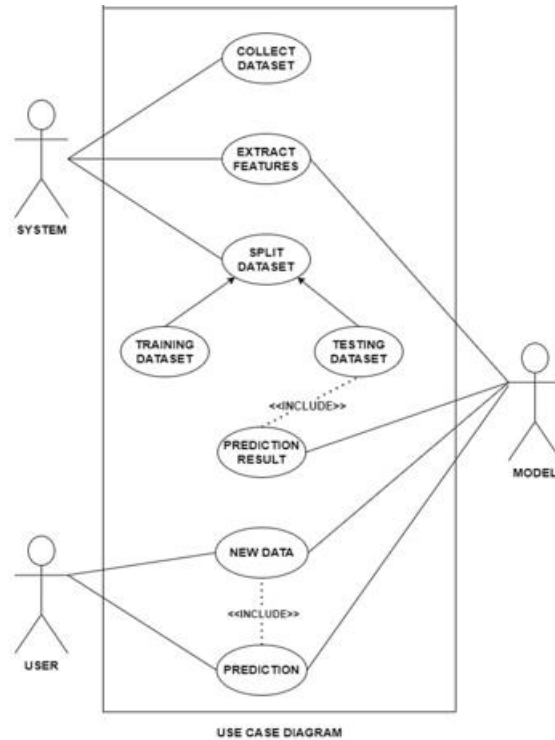 COLLECT
DATASET
EXTRACT
FEATURES
SYSTEM
SPLIT
DATASET
TRAINING
DATASET
TESTING
DATASET
<<INCLUDE>>
PREDICTION
RESULT
MODEL
NEW DATA
<<INCLUDE>>
USER
PREDICTION
USE CASE DIAGRAM